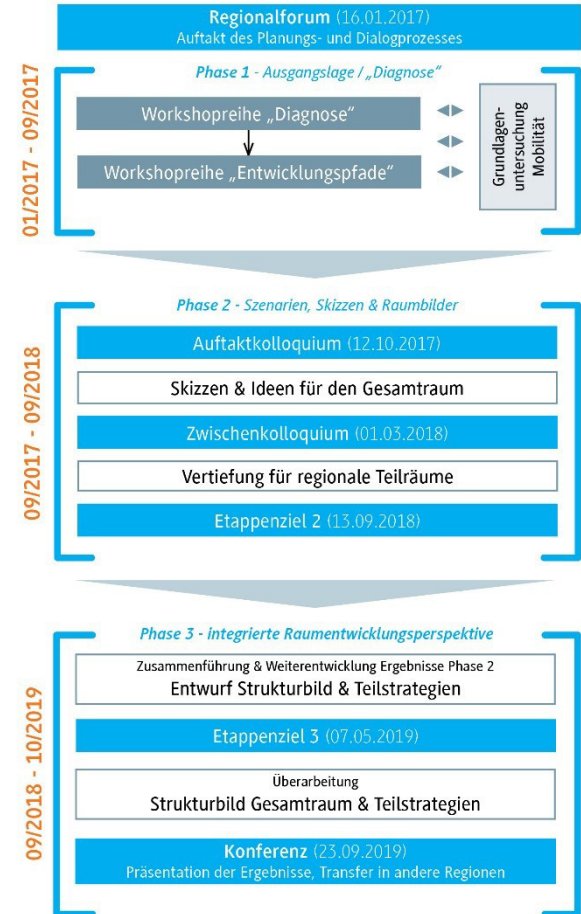 Regionalforum (16.01.2017)
Auftakt des Planungs- und Dialogprozesses
01/2017 - 09/2017
Phase 1 - Ausgangslage / „Diagnose“
Workshopreihe „Diagnose“
Workshopreihe „Entwicklungspfade“
Grundlagen-
untersuchung
Mobilität
09/2017 - 09/2018
Phase 2 - Szenarien, Skizzen & Raumbilder
Auftaktkolloquium (12.10.2017)
Skizzen & Ideen für den Gesamtraum
Zwischenkolloquium (01.03.2018)
Vertiefung für regionale Teilräume
Etappenziel 2 (13.09.2018)
09/2018 - 10/2019
Phase 3 - integrierte Raumentwicklungsperspektive
Zusammenführung & Weiterentwicklung Ergebnisse Phase 2
Entwurf Strukturbild & Teilstrategien
Etappenziel 3 (07.05.2019)
Überarbeitung
Strukturbild Gesamtraum & Teilstrategien
Konferenz (23.09.2019)
Präsentation der Ergebnisse, Transfer in andere Regionen